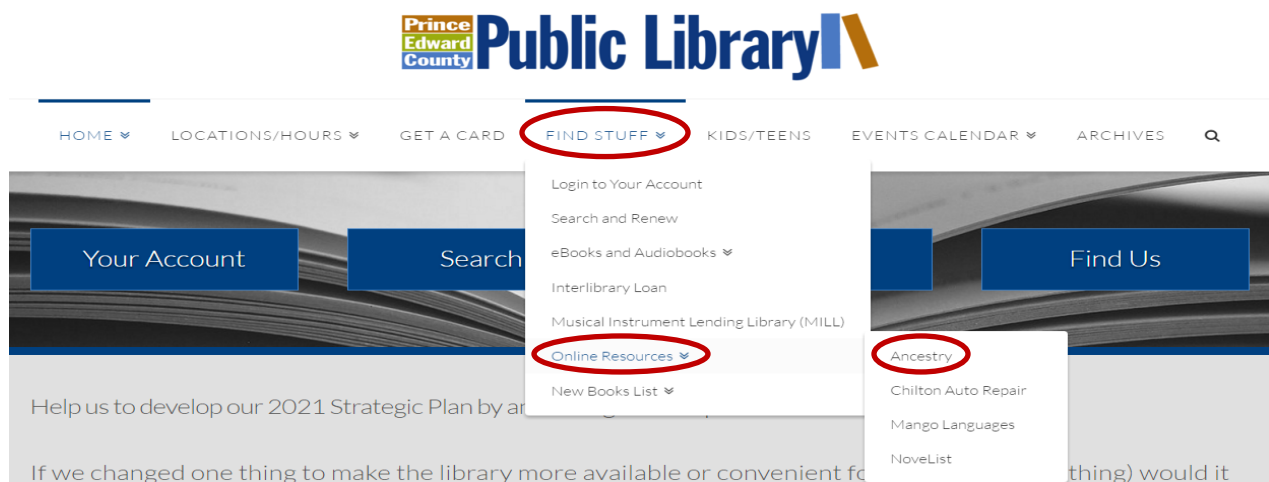 Prince
Edward
County
Public Library
HOME LOCATIONS/HOURS GET A CARD FIND STUFF KIDS/TEENS EVENTS CALENDAR ARCHIVES
Login to Your Account
Search and Renew
eBooks and Audiobooks
Interlibrary Loan
Musical Instrument Lending Library (MILL)
Online Resources
New Books List
Ancestry
Chilton Auto Repair
Mango Languages
NoveList
Your Account Search Find Us
Help us to develop our 2021 Strategic Plan by
If we changed one thing to make the library more available or convenient thing) would it